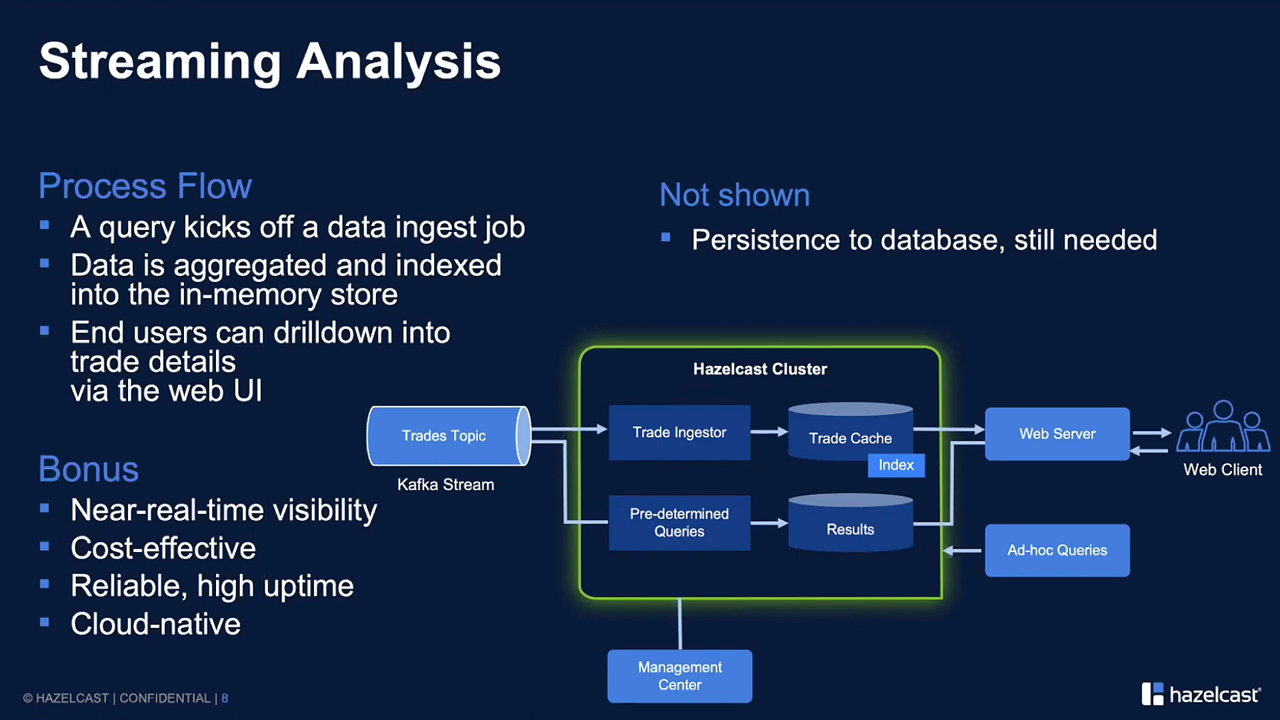 Streaming Analysis
Process Flow
▪ A query kicks off a data ingest job
▪ Data is aggregated and indexed
into the in-memory store
▪ End users can drilldown into
trade details
via the web UI
Bonus
▪ Near-real-time visibility
▪ Cost-effective
▪ Reliable, high uptime
▪ Cloud-native
Not shown
▪ Persistence to database, still needed
Hazelcast Cluster
Trades Topic
Kafka Stream
Trade Ingestor
Trade Cache
Index
Pre-determined
Queries
Results
Web Server
Web Client
Ad-hoc Queries
Management
Center
© HAZELCAST | CONFIDENTIAL | 8
hazelcast